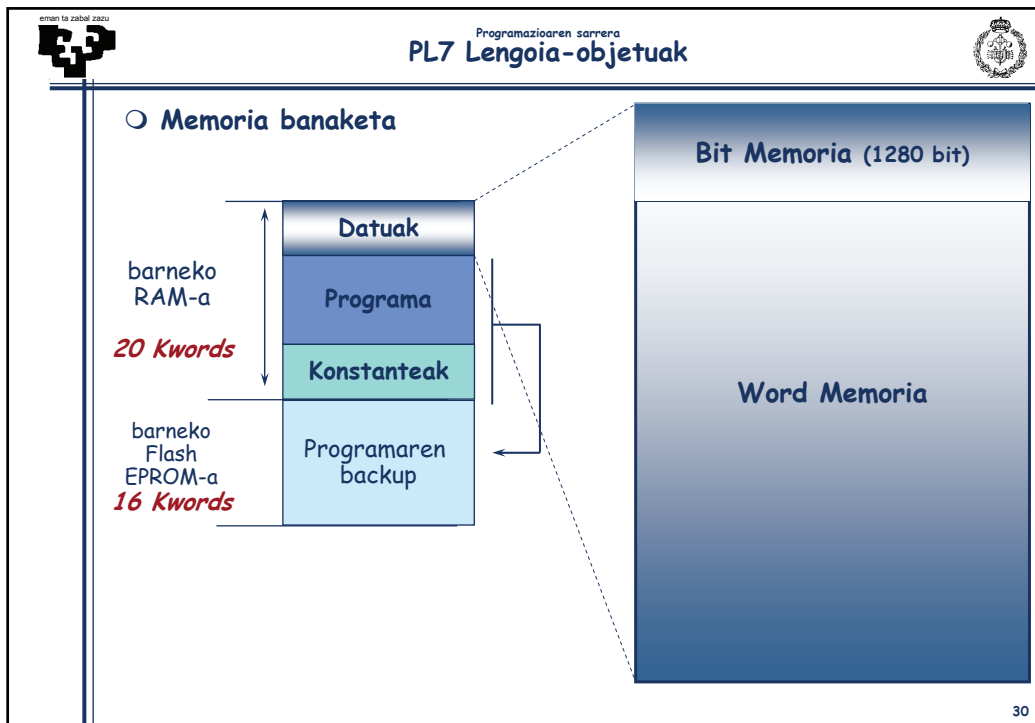 eman ta zabal zazu
Programazioaren sarrera
PL7 Lengoia-objetuak
❍ Memoria banaketa
Bit Memoria (1280 bit)
Datuak
barneko
RAM-a
Programa
20 Kwords
Konstanteak
Word Memoria
barneko
Flash
EPROM-a
16 Kwords
Programaren
backup
30